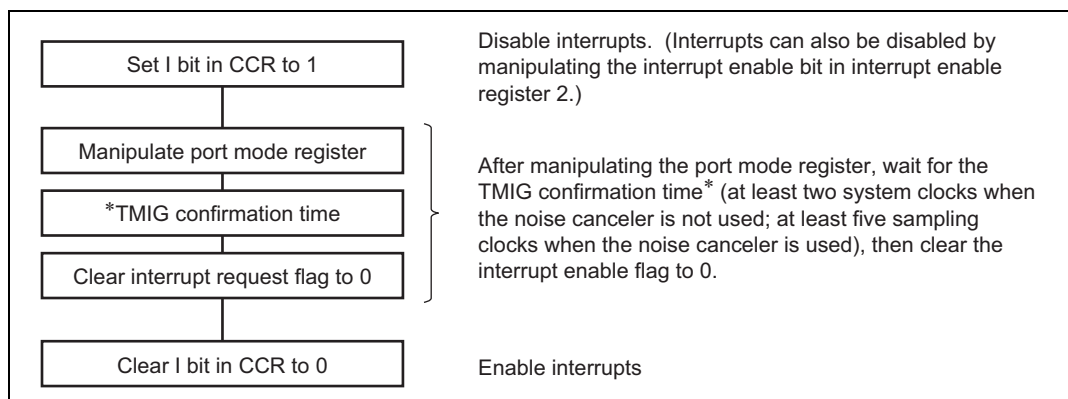 Set I bit in CCR to 1
Disable interrupts. (Interrupts can also be disabled by
manipulating the interrupt enable bit in interrupt enable
register 2.)
Manipulate port mode register
*TMIG confirmation time
Clear interrupt request flag to 0
After manipulating the port mode register, wait for the
TMIG confirmation time* (at least two system clocks when
the noise canceler is not used; at least five sampling
clocks when the noise canceler is used), then clear the
interrupt enable flag to 0.
Clear I bit in CCR to 0
Enable interrupts